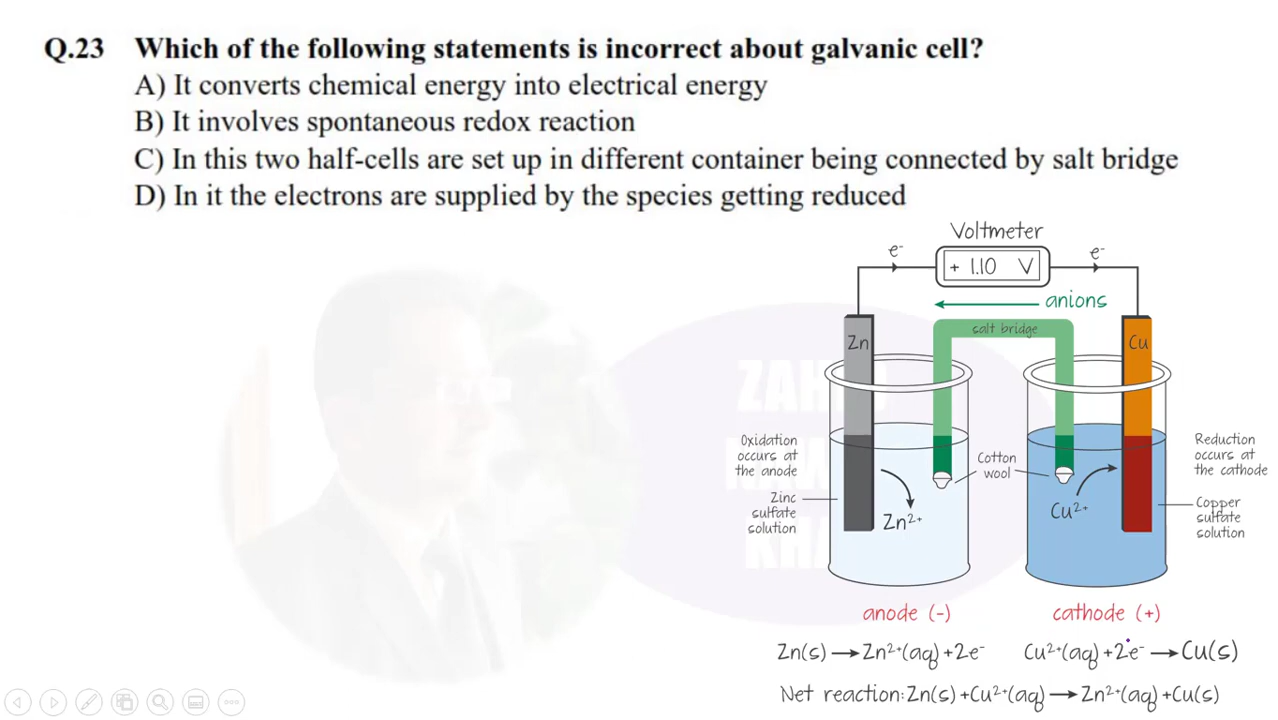 Q.23 Which of the following statements is incorrect about galvanic cell?
A) It converts chemical energy into electrical energy
B) It involves spontaneous redox reaction
C) In this two half-cells are set up in different container being connected by salt bridge
D) In it the electrons are supplied by the species getting reduced
Voltmeter
e⁻ + 1.10 V e⁻
anions
salt bridge
Zn
Cu
Oxidation
occurs at
the anode
Zinc
sulfate
solution
Zn²⁺
Cotton
wool
Cu²⁺
Reduction
occurs at
the cathode
Copper
sulfate
solution
anode (-)
cathode (+)
Zn(s) → Zn²⁺(aq) +2e⁻
Cu²⁺(aq) +2e⁻ → Cu(s)
Net reaction: Zn(s) +Cu²⁺(aq) → Zn²⁺(aq) +Cu(s)